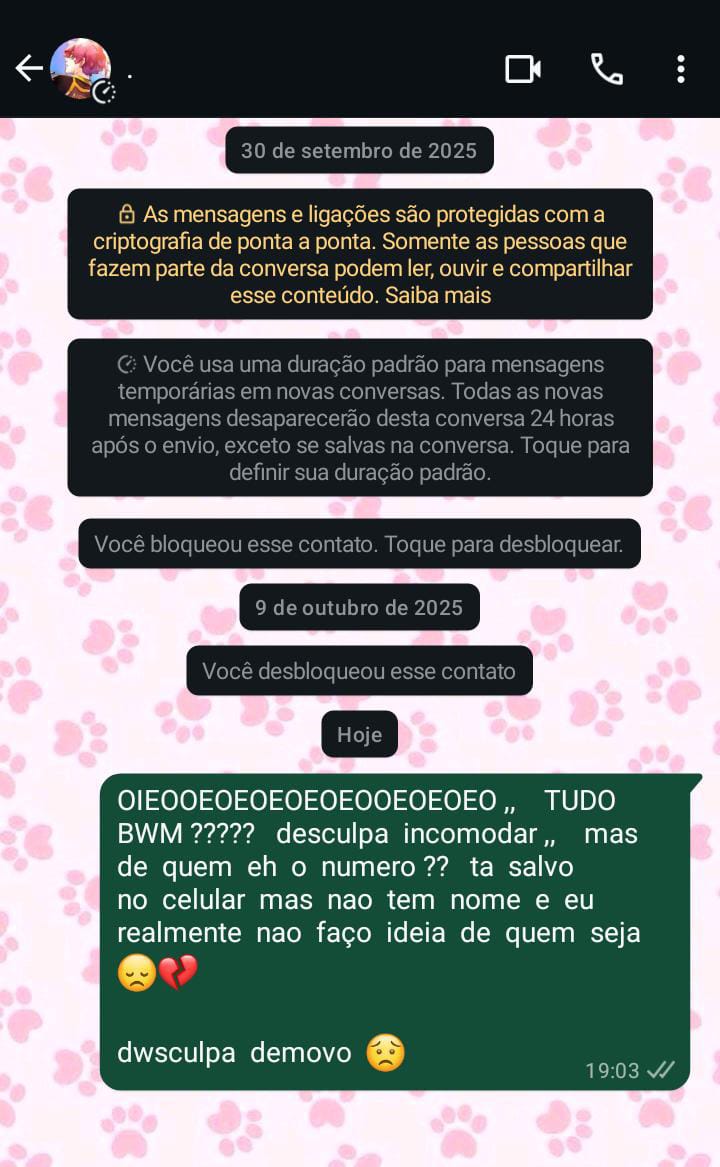 .
30 de setembro de 2025
As mensagens e ligações são protegidas com a
criptografia de ponta a ponta. Somente as pessoas que
fazem parte da conversa podem ler, ouvir e compartilhar
esse conteúdo. Saiba mais
Você usa uma duração padrão para mensagens
temporárias em novas conversas. Todas as novas
mensagens desaparecerão desta conversa 24 horas
após o envio, exceto se salvas na conversa. Toque para
definir sua duração padrão.
Você bloqueou esse contato. Toque para desbloquear.
9 de outubro de 2025
Você desbloqueou esse contato
Hoje
OIEOOEOEOEOEOEOOEOEOEO ,, TUDO
BWM ????? desculpa incomodar ,, mas
de quem eh o numero ?? ta salvo
no celular mas nao tem nome e eu
realmente nao faço ideia de quem seja
😞💔
dwsculpa demovo 😟
19:03